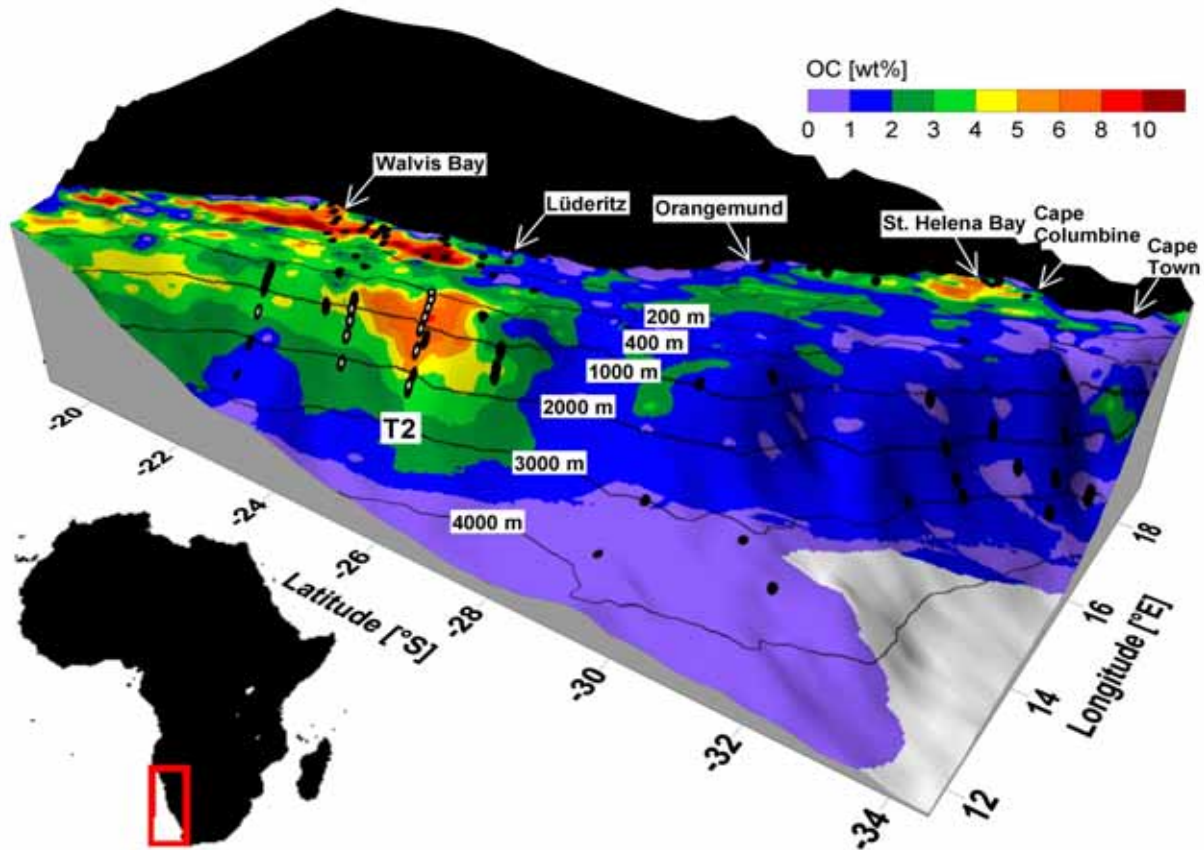 OC [wt%]
0 1 2 3 4 5 6 8 10
Walvis Bay
Lüderitz
Orangemund
St. Helena Bay
Cape
Columbine
Cape
Town
200 m
400 m
1000 m
2000 m
3000 m
4000 m
T2
-20
-22
-24
-26
-28
-30
-32
-34
Latitude [°S]
12
14
16
18
Longitude [°E]